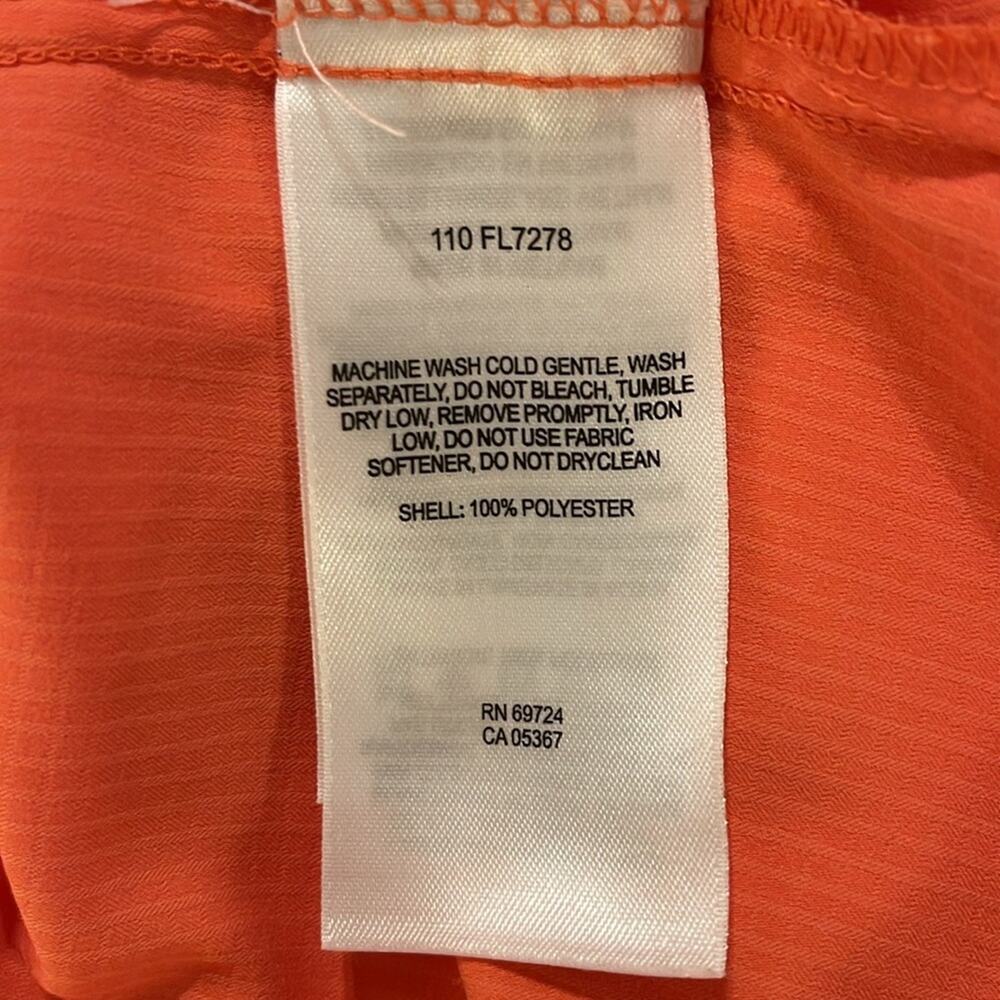 110 FL7278
MACHINE WASH COLD GENTLE, WASH
SEPARATELY, DO NOT BLEACH, TUMBLE
DRY LOW, REMOVE PROMPTLY, IRON
LOW, DO NOT USE FABRIC
SOFTENER, DO NOT DRYCLEAN
SHELL: 100% POLYESTER
RN 69724
CA 05367